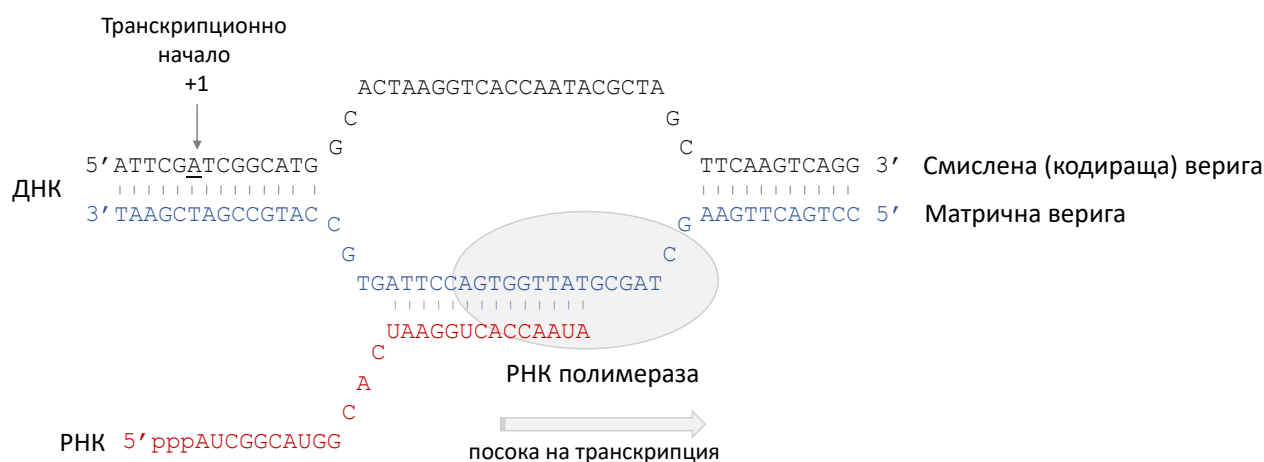 Транскрипционно
начало
+1
ACTAAGGTCACCAATACGCTA
C
G
G
C
5’ATTCGATCGGCATG
TTCAAGTCAGG 3’
Смислена (кодираща) верига
ДНК
3’TAAGCTAGCCGTAC
AAGTTCAGTCC 5’
Матрична верига
C
G
G
C
TGATTCCAGTGGTTATGCGAT
UAAGGUCACCAAUA
C
A
C
РНК полимераза
РНК 5’pppAUCGGCAUGG
посока на транскрипция